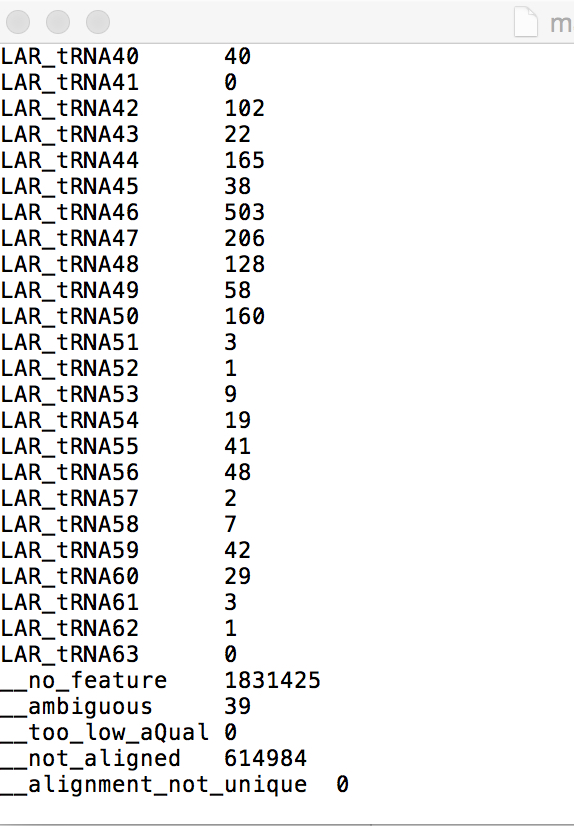 m
LAR_tRNA40 40
LAR_tRNA41 0
LAR_tRNA42 102
LAR_tRNA43 22
LAR_tRNA44 165
LAR_tRNA45 38
LAR_tRNA46 503
LAR_tRNA47 206
LAR_tRNA48 128
LAR_tRNA49 58
LAR_tRNA50 160
LAR_tRNA51 3
LAR_tRNA52 1
LAR_tRNA53 9
LAR_tRNA54 19
LAR_tRNA55 41
LAR_tRNA56 48
LAR_tRNA57 2
LAR_tRNA58 7
LAR_tRNA59 42
LAR_tRNA60 29
LAR_tRNA61 3
LAR_tRNA62 1
LAR_tRNA63 0
__no_feature 1831425
__ambiguous 39
__too_low_aQual 0
__not_aligned 614984
__alignment_not_unique 0